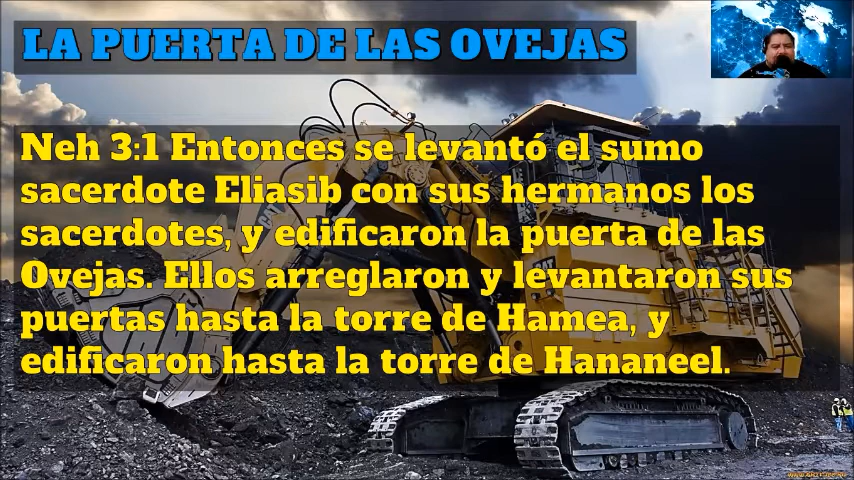 LA PUERTA DE LAS OVEJAS
Neh 3:1 Entonces se levantó el sumo
sacerdote Eliasib con sus hermanos los
sacerdotes, y edificaron la puerta de las
Ovejas. Ellos arreglaron y levantaron sus
puertas hasta la torre de Hamea, y
edificaron hasta la torre de Hananeel.
CAT
CAT